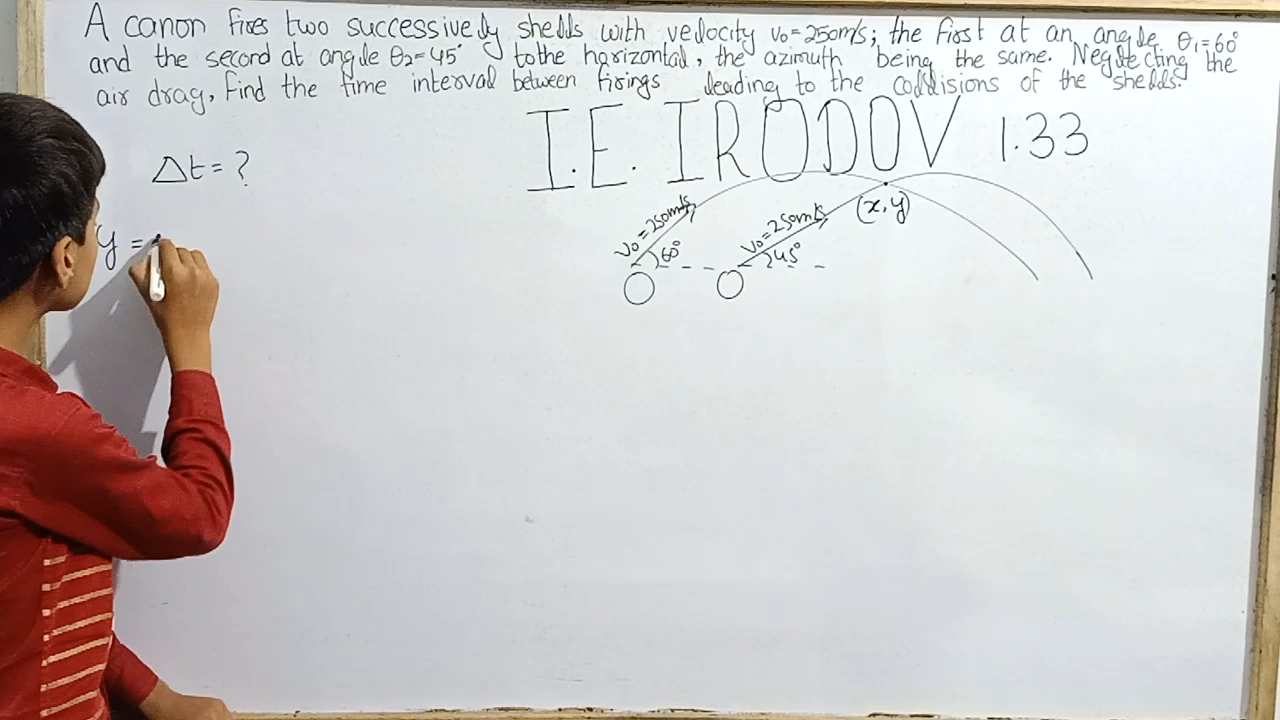 A canon fires two successively shells with velocity v₀=250m/s; the first at an angle θ₁=60°
and the second at angle θ₂=45° to the harizontal, the azimuth being the same. Neglecting the
air drag, Find the time interval between firings leading to the collisions of the shells.
I.E. IRODOV 1.33
Δt = ?
y =
v₀ = 250m/s
60°
v₀ = 250m/s
45°
(x, y)